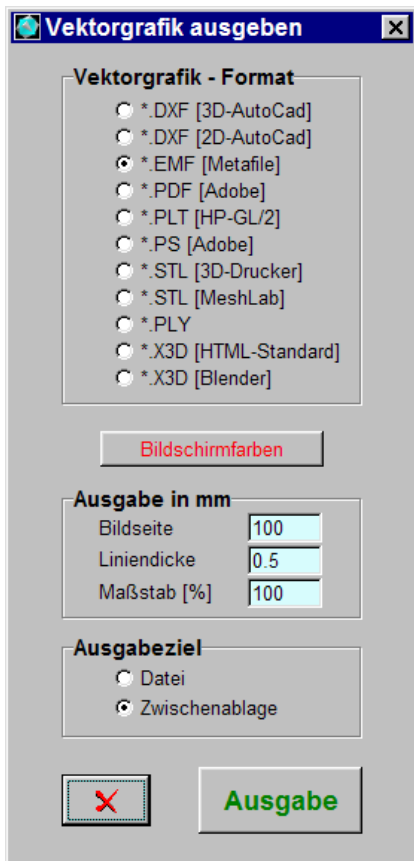 Vektorgrafik ausgeben
Vektorgrafik - Format
*.DXF [3D-AutoCad]
*.DXF [2D-AutoCad]
*.EMF [Metafile]
*.PDF [Adobe]
*.PLT [HP-GL/2]
*.PS [Adobe]
*.STL [3D-Drucker]
*.STL [MeshLab]
*.PLY
*.X3D [HTML-Standard]
*.X3D [Blender]
Bildschirmfarben
Ausgabe in mm
Bildseite 100
Liniendicke 0.5
Maßstab [%] 100
Ausgabeziel
Datei
Zwischenablage
Ausgabe